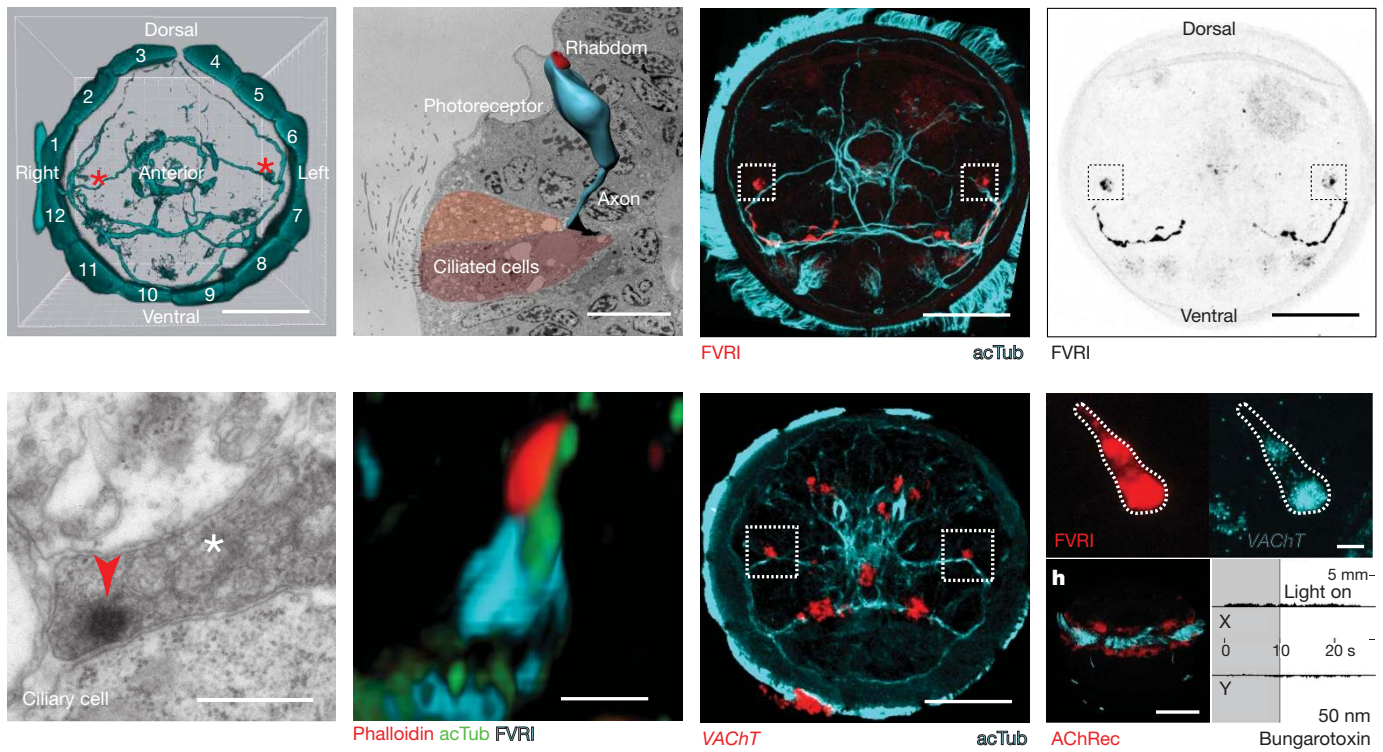 Dorsal
3 4
2 5
1 6
Right Anterior Left
12 7
11 8
10 9
Ventral
Rhabdom
Photoreceptor
Axon
Ciliated cells
FVRI acTub
Dorsal
Ventral
FVRI
Ciliary cell
Phalloidin acTub FVRI
VAChT acTub
FVRI VAChT
h
AChRec
5 mm
Light on
X
0 10 20 s
Y
50 nm
Bungarotoxin